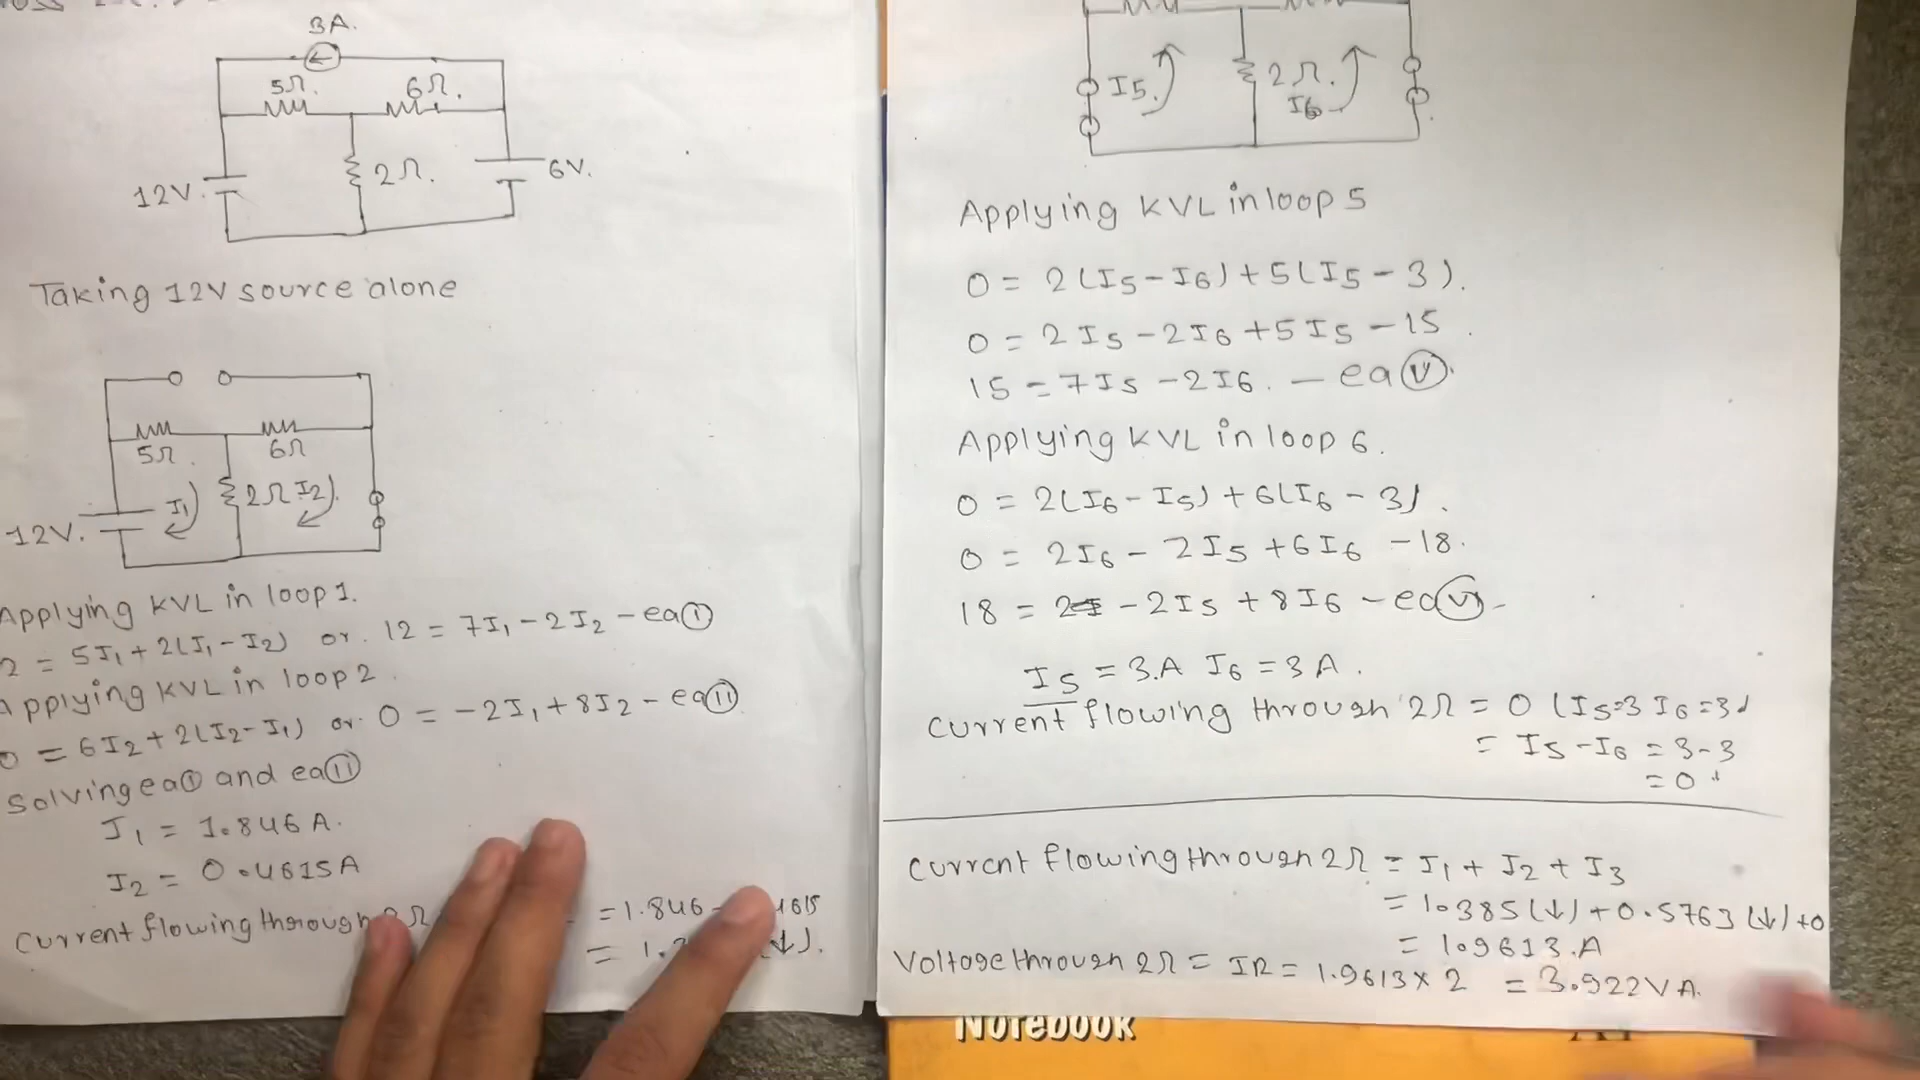 3A.
5Ω.
6Ω.
12V.
2Ω.
6V.
Taking 12V source alone
5Ω.
6Ω
12V.
I1
2Ω I2
Applying KVL in loop 1.
2 = 5I1 + 2(I1 - I2) or. 12 = 7I1 - 2I2 - eq(I)
Applying KVL in loop 2.
0 = 6I2 + 2(I2 - I1) or. 0 = -2I1 + 8I2 - eq(II)
Solving eq(I) and eq(II)
I1 = 1.846 A.
I2 = 0.4615A
Current flowing through 2Ω = 1.846 -
= 1. (↓).
I5.
2Ω.
I6
Applying KVL in loop 5
0 = 2(I5 - I6) + 5(I5 - 3).
0 = 2I5 - 2I6 + 5I5 - 15.
15 = 7I5 - 2I6. - eq(V).
Applying KVL in loop 6.
0 = 2(I6 - I5) + 6(I6 - 3).
0 = 2I6 - 2I5 + 6I6 - 18.
18 = - 2I5 + 8I6 - eq(VI)-
I5 = 3.A I6 = 3A.
Current flowing through 2Ω = 0 (I5=3 I6=3)
= I5 - I6 = 3-3
= 0.
Current flowing through 2Ω = I1 + I2 + I3
= 1.385(↓) + 0.5763(↓) + 0
= 1.9613.A
Voltage through 2Ω = IR = 1.9613 x 2 = 3.922VA.
Notebook